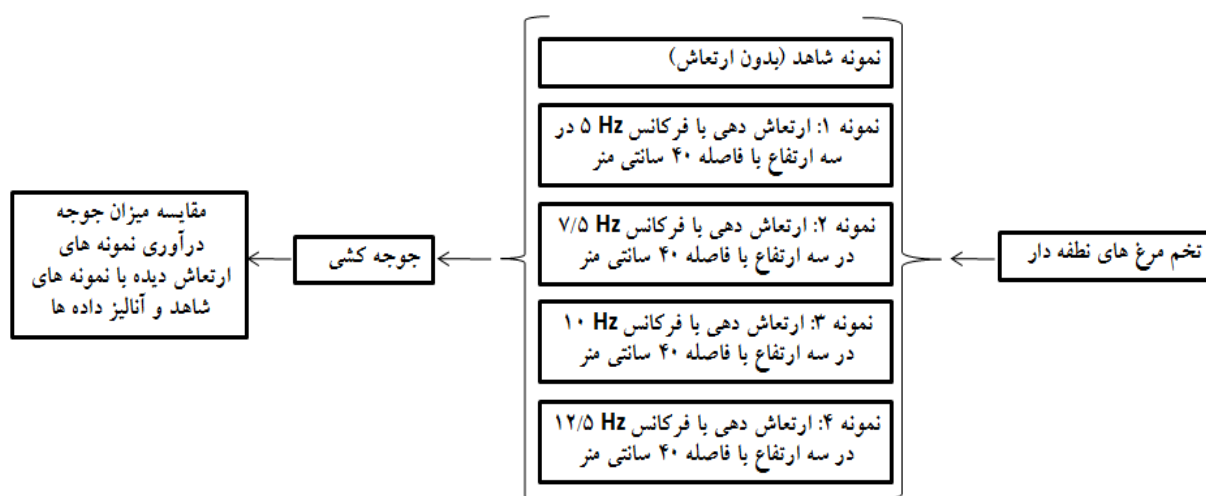 تخم مرغ های نطفه دار
نمونه شاهد (بدون ارتعاش)
نمونه ۱: ارتعاش دهی با فرکانس ۵ Hz در
سه ارتفاع با فاصله ۴۰ سانتی منر
نمونه ۲: ارتعاش دهی با فرکانس ۷/۵ Hz
در سه ارتفاع با فاصله ۴۰ سانتی منر
نمونه ۳: ارتعاش دهی با فرکانس ۱۰ Hz
در سه ارتفاع با فاصله ۴۰ سانتی منر
نمونه ۴: ارتعاش دهی با فرکانس ۱۲/۵ Hz
در سه ارتفاع با فاصله ۴۰ سانتی منر
جوجه کشی
مقایسه میزان جوجه
درآوری نمونه های
ارتعاش دیده با نمونه های
شاهد و آنالیز داده ها